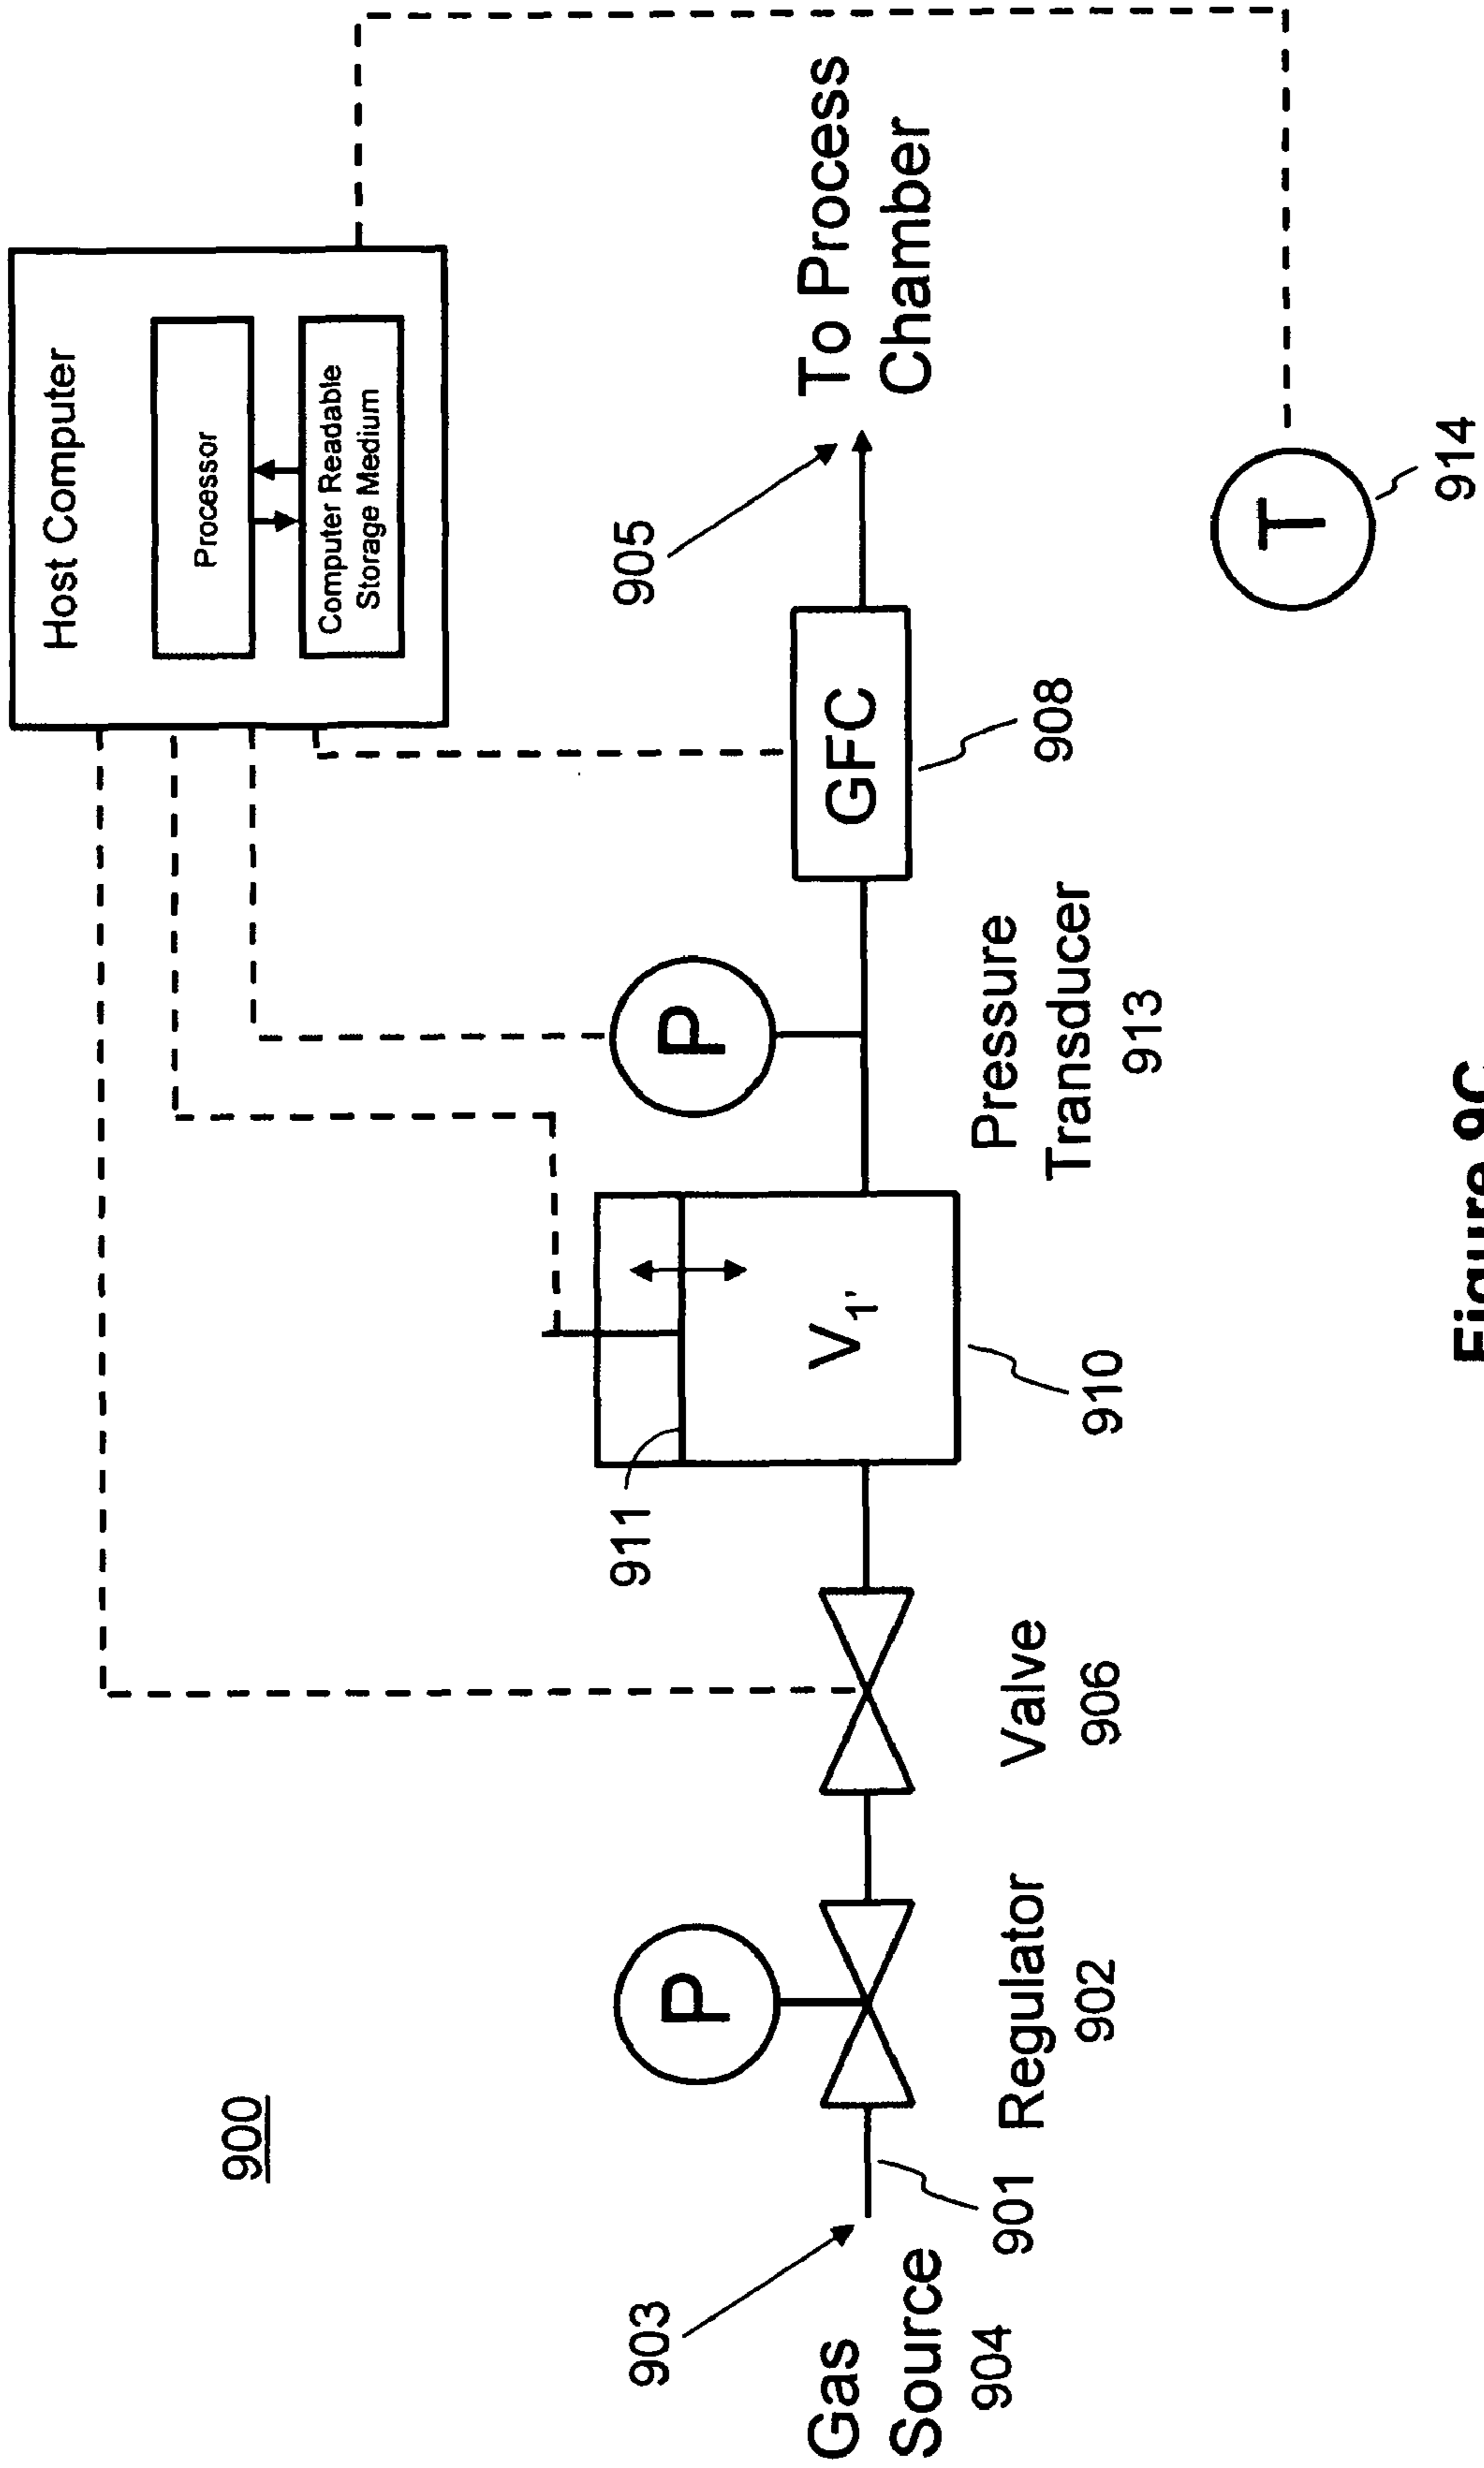 Host Computer
Processor
Computer Readable
Storage Medium
900
To Process
Chamber
905
P
P
911
903
V1'
GFC
Gas
Source
904
901
Regulator
902
Valve
906
910
Pressure
Transducer
913
908
T
914
Figure 9C